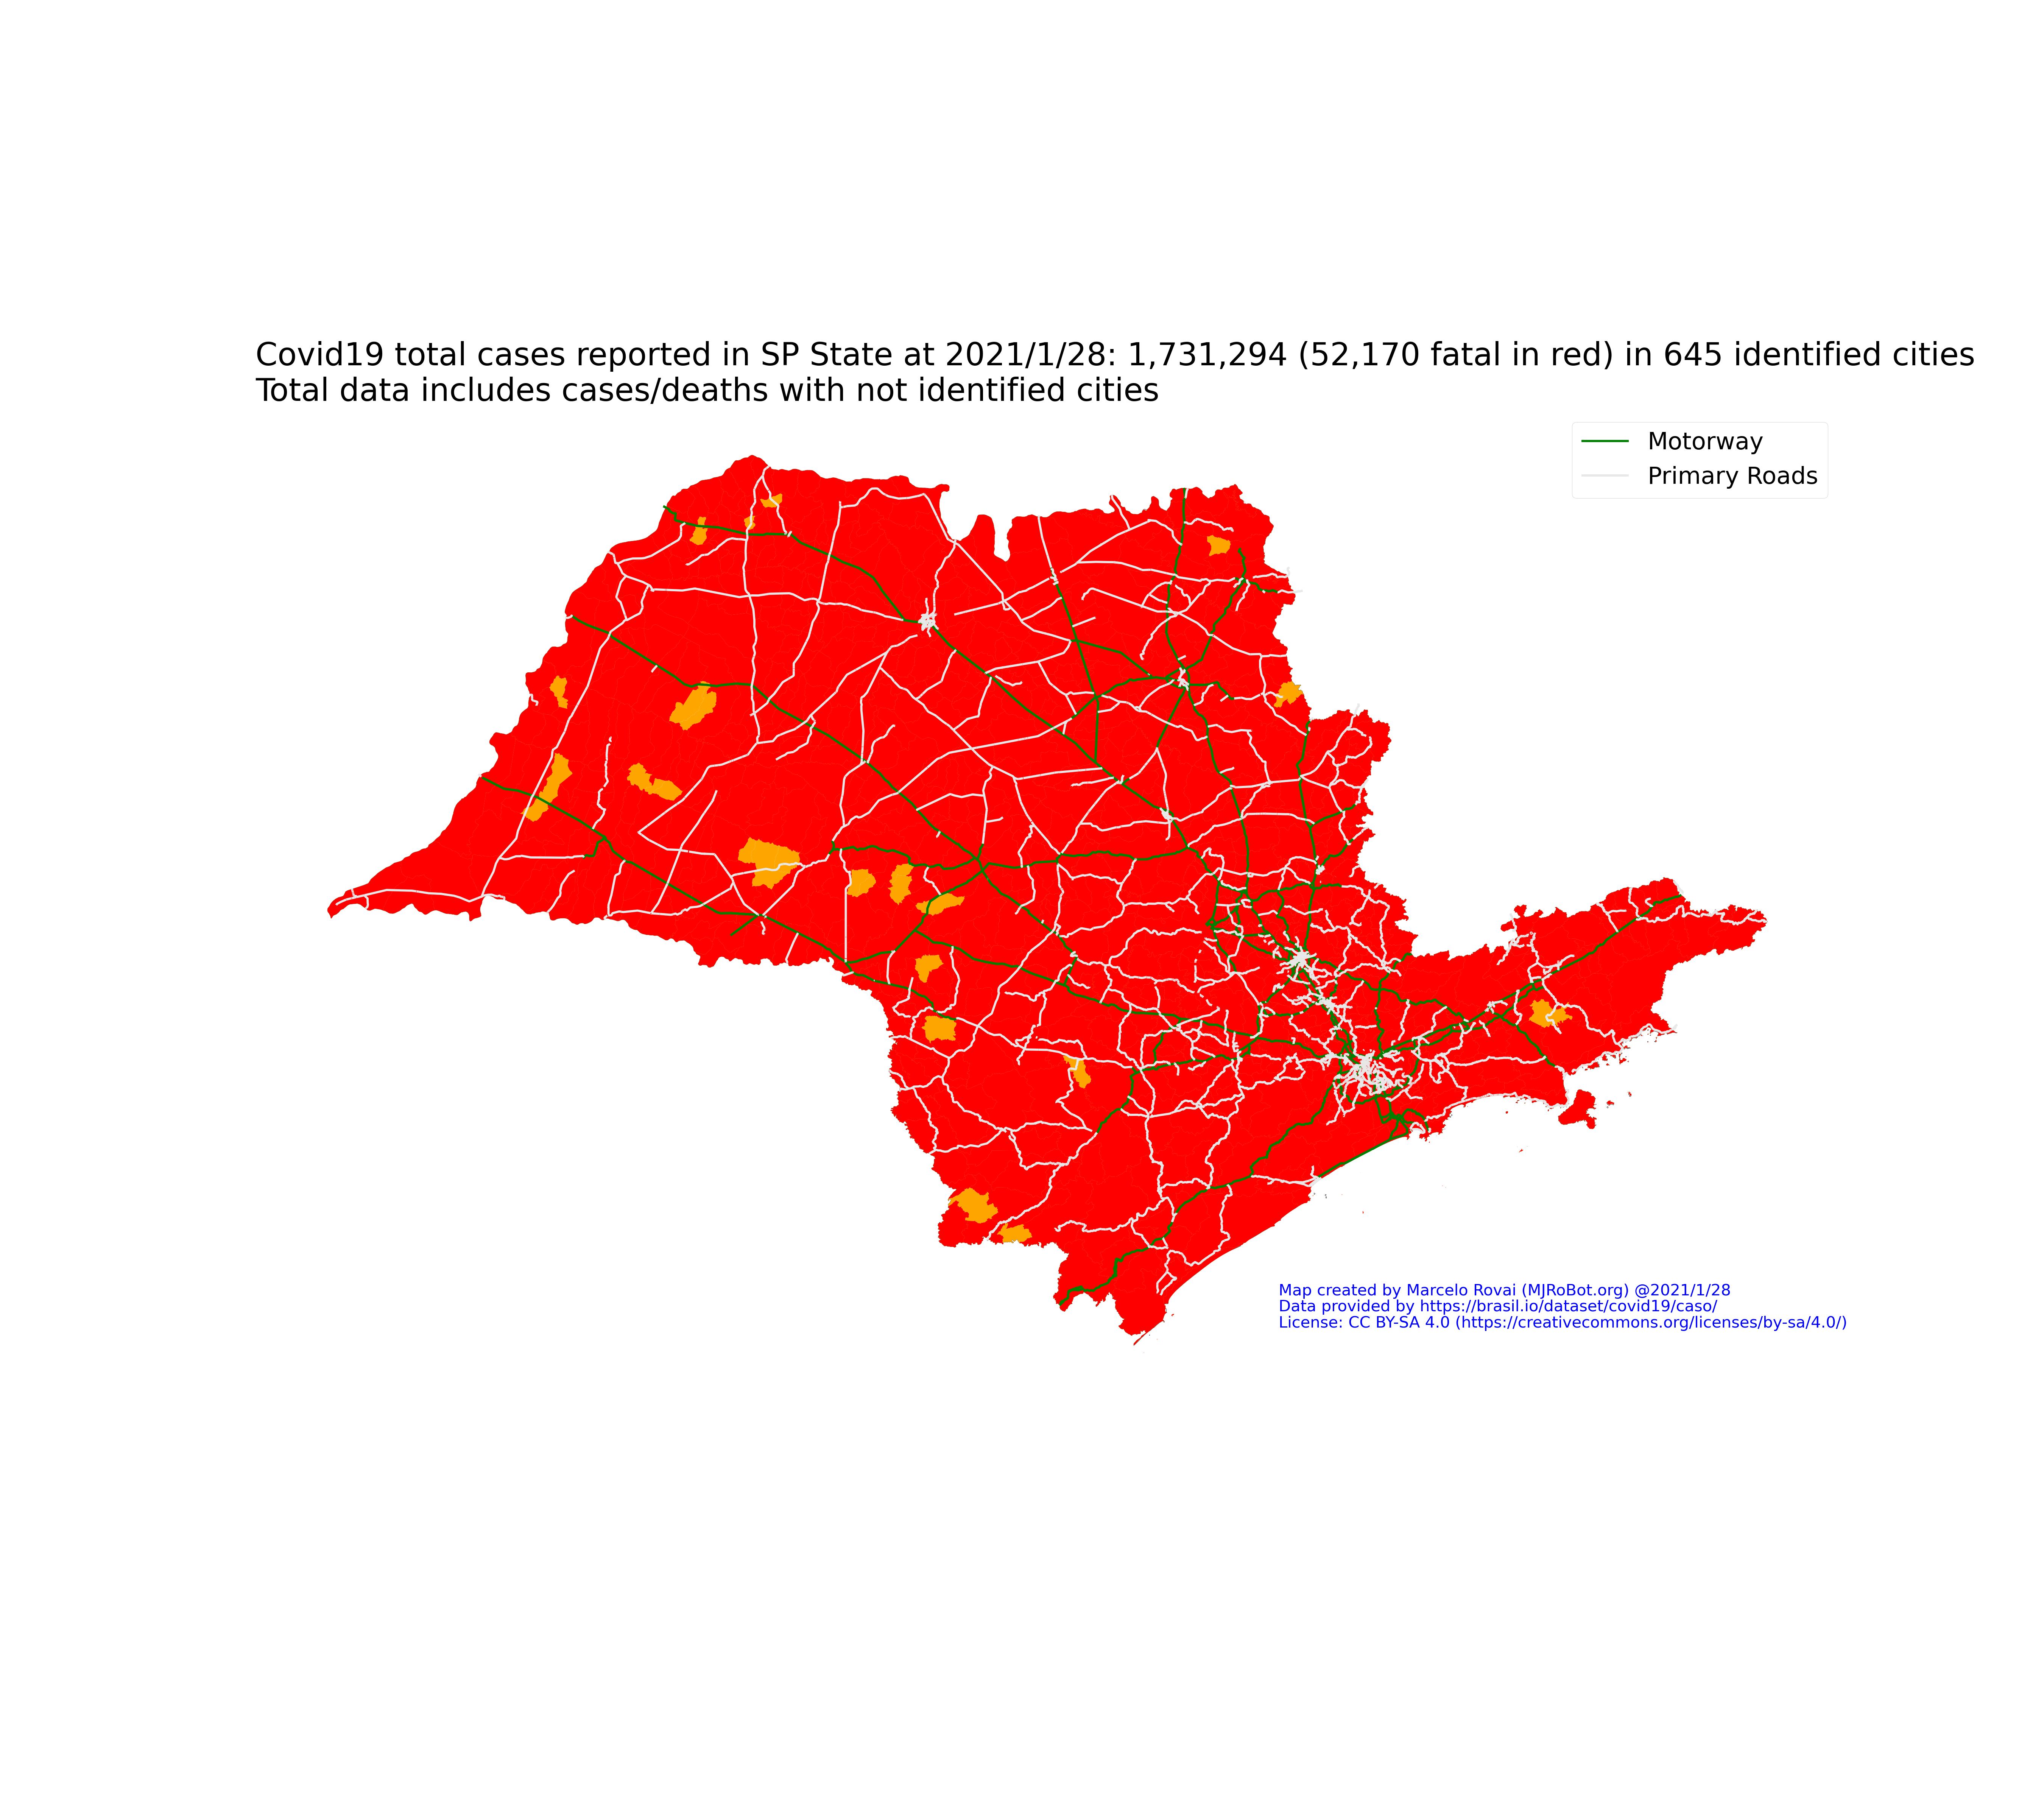 Covid19 total cases reported in SP State at 2021/1/28: 1,731,294 (52,170 fatal in red) in 645 identified cities
Total data includes cases/deaths with not identified cities
Motorway
Primary Roads
Map created by Marcelo Rovai (MJRoBot.org) @2021/1/28
Data provided by https://brasil.io/dataset/covid19/caso/
License: CC BY-SA 4.0 (https://creativecommons.org/licenses/by-sa/4.0/)